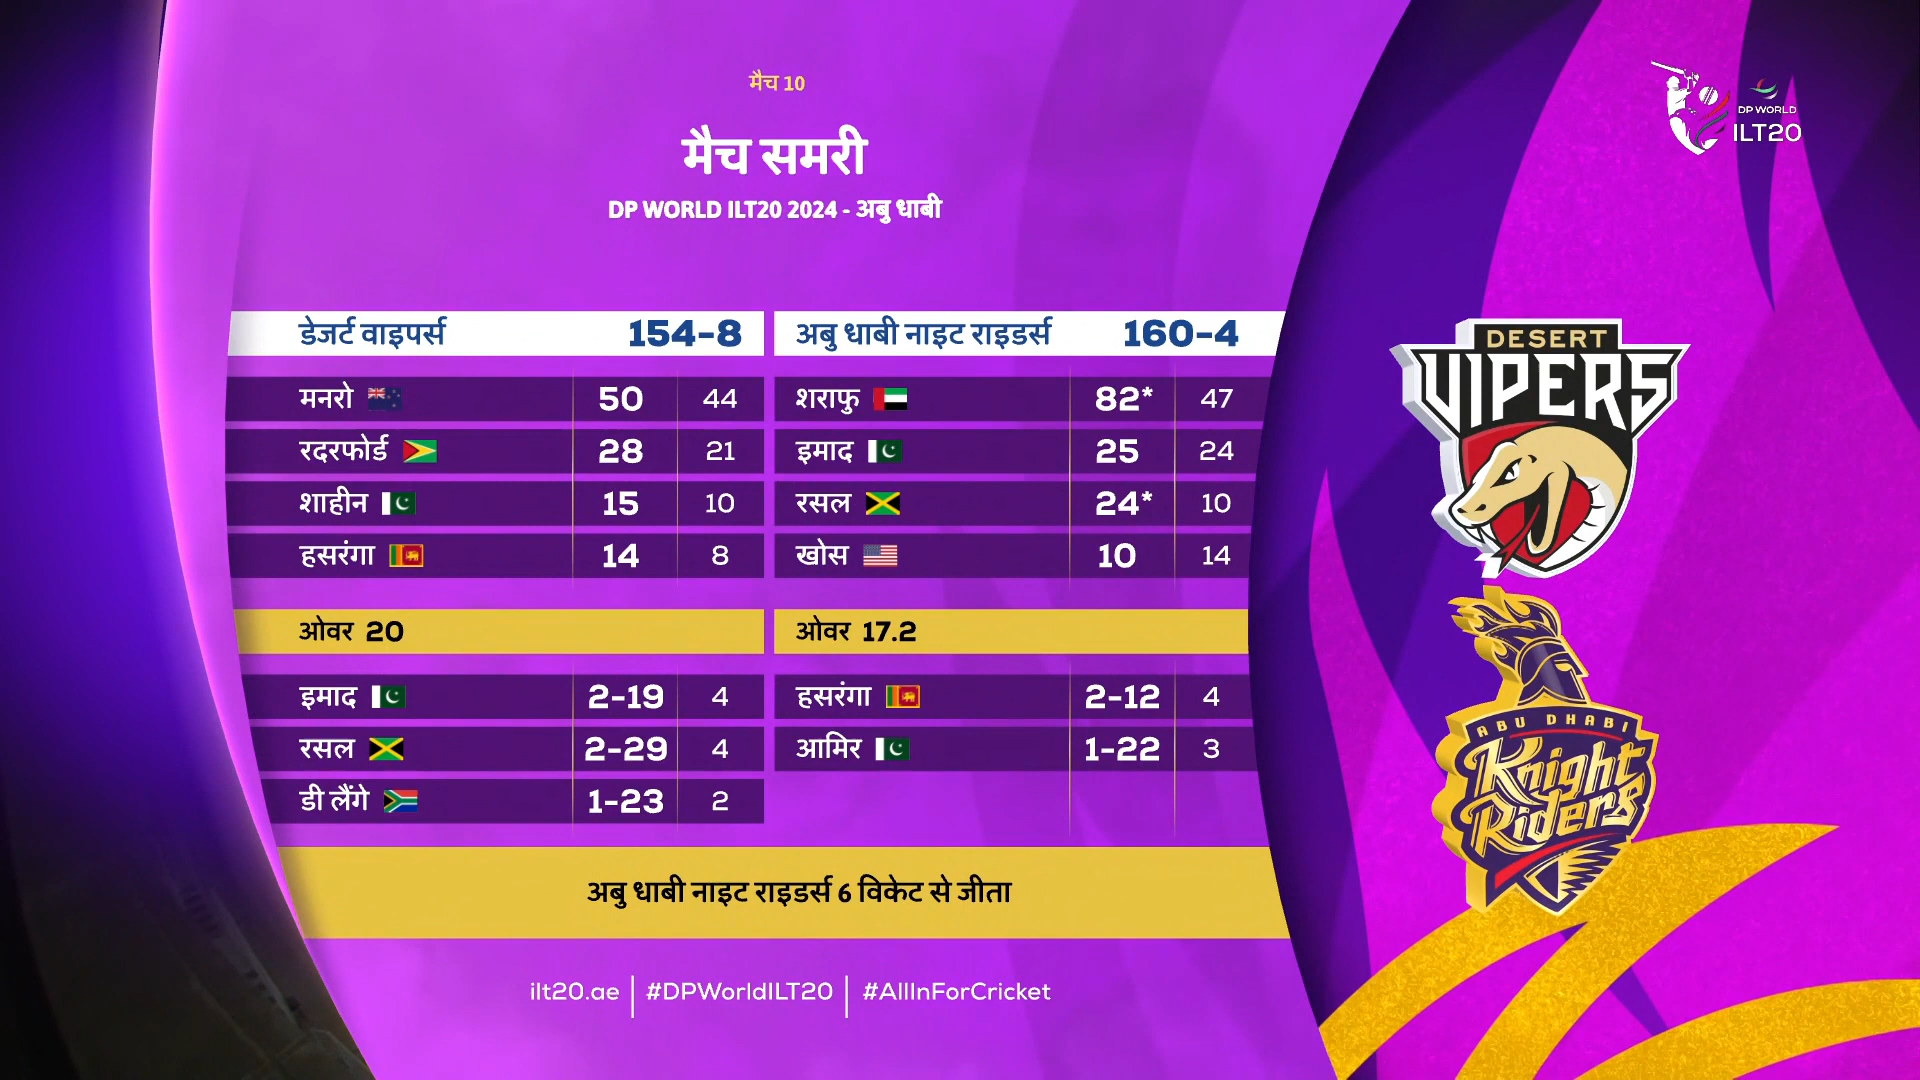 मैच 10
मैच समरी
DP WORLD ILT20 2024 - अबु धाबी
DP WORLD
ILT20
डेजर्ट वाइपर्स 154-8
मनरो 50 44
रदरफोर्ड 28 21
शाहीन 15 10
हसरंगा 14 8
ओवर 20
इमाद 2-19 4
रसल 2-29 4
डी लैंगे 1-23 2
अबु धाबी नाइट राइडर्स 160-4
शराफु 82* 47
इमाद 25 24
रसल 24* 10
खोस 10 14
ओवर 17.2
हसरंगा 2-12 4
आमिर 1-22 3
अबु धाबी नाइट राइडर्स 6 विकेट से जीता
ilt20.ae | #DPWorldILT20 | #AllInForCricket
DESERT
VIPERS
ABU DHABI
Knight
Riders